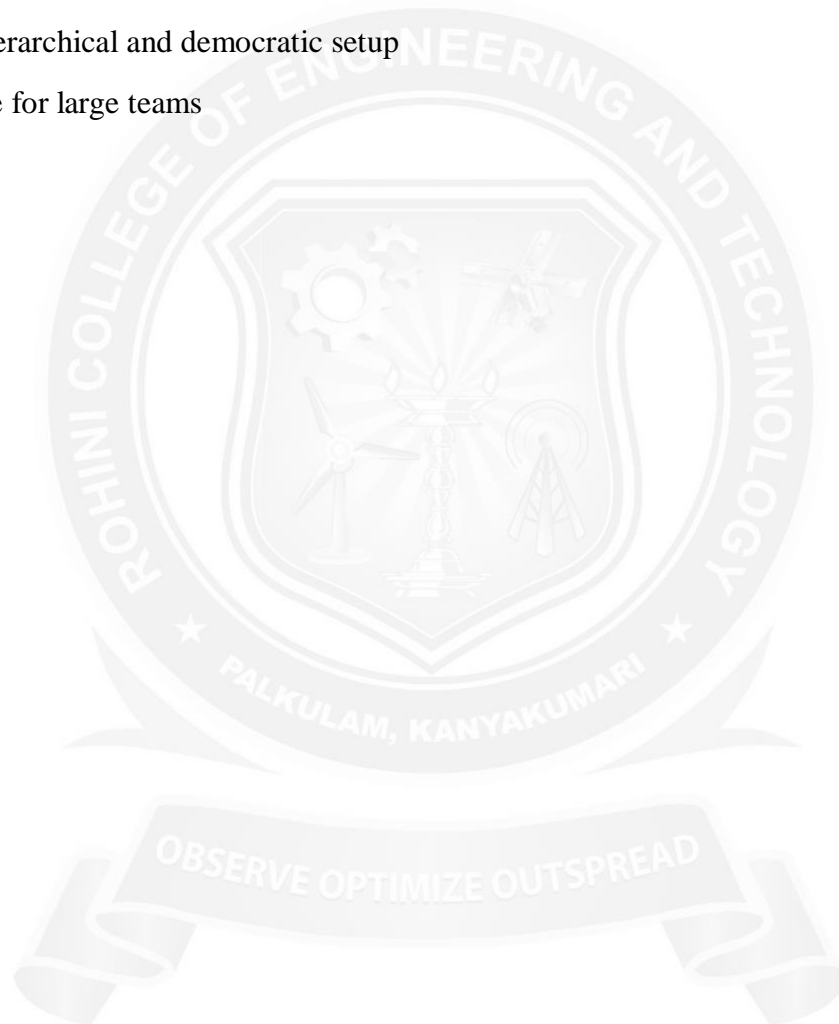 erarchical and democratic setup
e for large teams
ROHINI COLLEGE OF ENGINEERING AND TECHNOLOGY
PALKULAM, KANYAKUMARI
OBSERVE OPTIMIZE OUTSPREAD